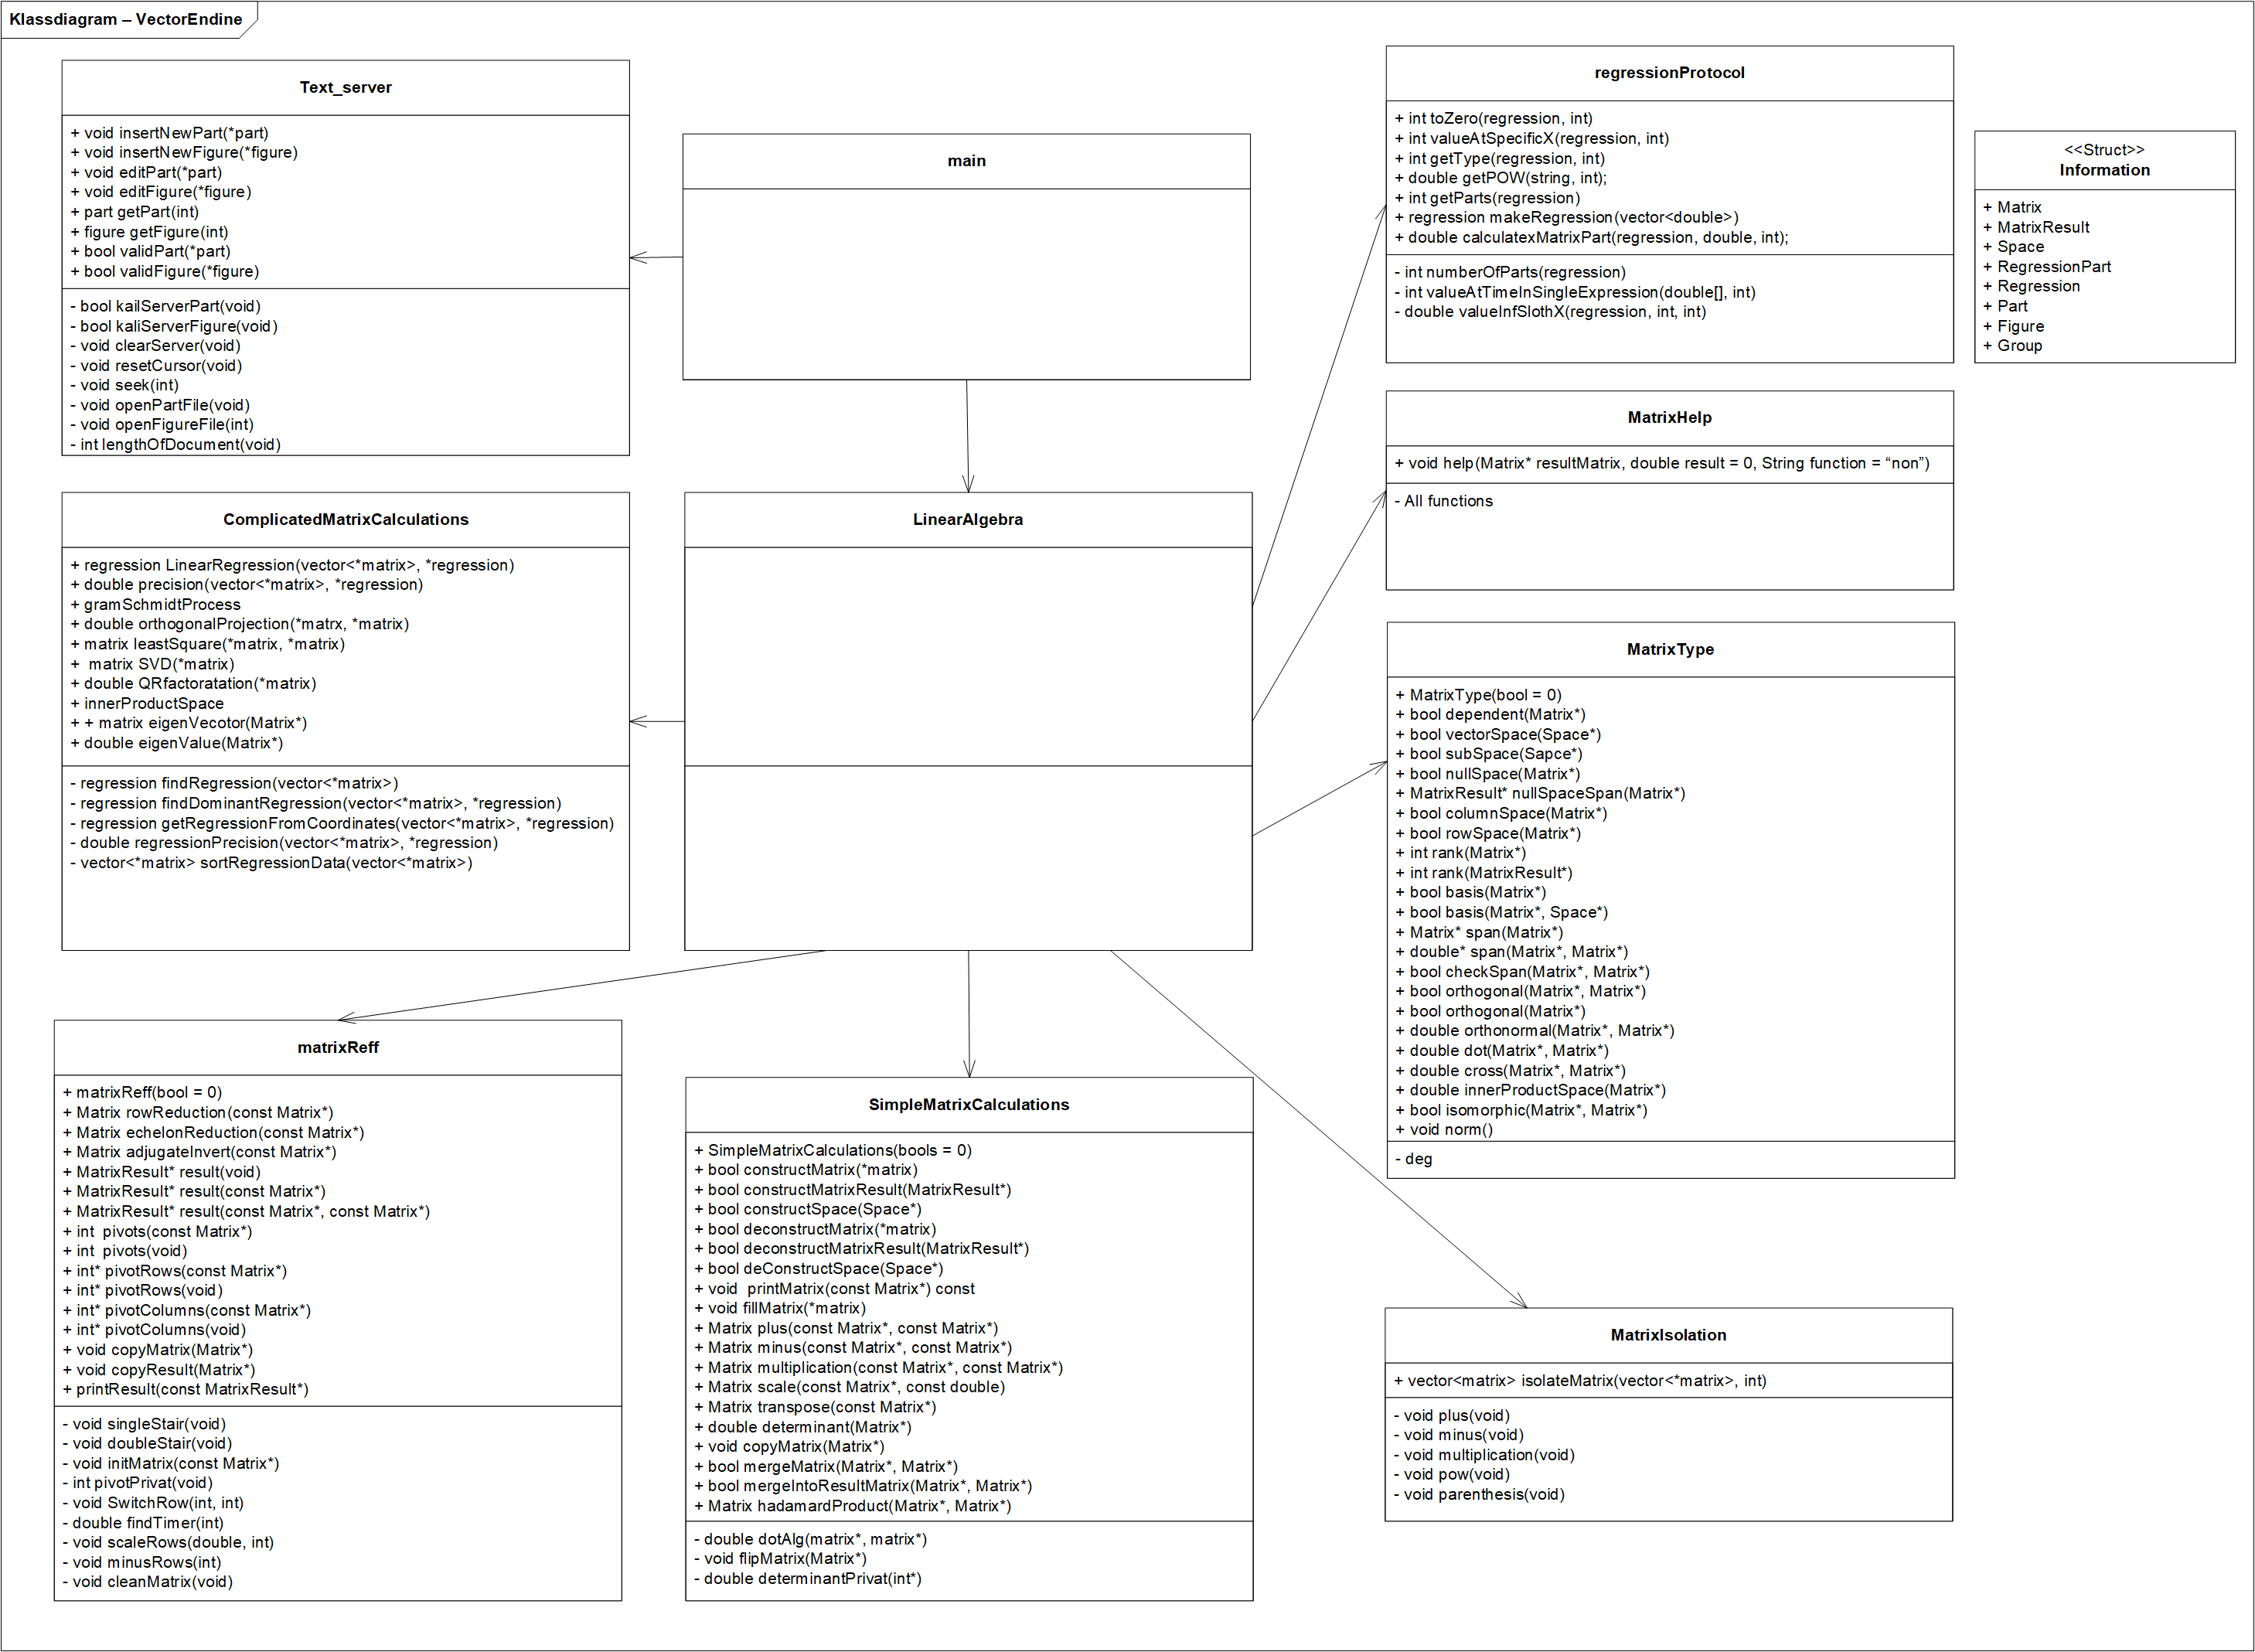 Klassdiagram – VectorEndine
Text_server
+ void insertNewPart(*part)
+ void insertNewFigure(*figure)
+ void editPart(*part)
+ void editFigure(*figure)
+ part getPart(int)
+ figure getFigure(int)
+ bool validPart(*part)
+ bool validFigure(*figure)
- bool kailServerPart(void)
- bool kaliServerFigure(void)
- void clearServer(void)
- void resetCursor(void)
- void seek(int)
- void openPartFile(void)
- void openFigureFile(int)
- int lengthOfDocument(void)
main
regressionProtocol
+ int toZero(regression, int)
+ int valueAtSpecificX(regression, int)
+ int getType(regression, int)
+ double getPOW(string, int);
+ int getParts(regression)
+ regression makeRegression(vector<double>)
+ double calculatexMatrixPart(regression, double, int);
- int numberOfParts(regression)
- int valueAtTimeInSingleExpression(double[], int)
- double valueInfSlothX(regression, int, int)
<<Struct>>
Information
+ Matrix
+ MatrixResult
+ Space
+ RegressionPart
+ Regression
+ Part
+ Figure
+ Group
MatrixHelp
+ void help(Matrix* resultMatrix, double result = 0, String function = “non”)
- All functions
ComplicatedMatrixCalculations
+ regression LinearRegression(vector<*matrix>, *regression)
+ double precision(vector<*matrix>, *regression)
+ gramSchmidtProcess
+ double orthogonalProjection(*matrx, *matrix)
+ matrix leastSquare(*matrix, *matrix)
+  matrix SVD(*matrix)
+ double QRfactoratation(*matrix)
+ innerProductSpace
+ + matrix eigenVecotor(Matrix*)
+ double eigenValue(Matrix*)
- regression findRegression(vector<*matrix>)
- regression findDominantRegression(vector<*matrix>, *regression)
- regression getRegressionFromCoordinates(vector<*matrix>, *regression)
- double regressionPrecision(vector<*matrix>, *regression)
- vector<*matrix> sortRegressionData(vector<*matrix>)
LinearAlgebra
MatrixType
+ MatrixType(bool = 0)
+ bool dependent(Matrix*)
+ bool vectorSpace(Space*)
+ bool subSpace(Sapce*)
+ bool nullSpace(Matrix*)
+ MatrixResult* nullSpaceSpan(Matrix*)
+ bool columnSpace(Matrix*)
+ bool rowSpace(Matrix*)
+ int rank(Matrix*)
+ int rank(MatrixResult*)
+ bool basis(Matrix*)
+ bool basis(Matrix*, Space*)
+ Matrix* span(Matrix*)
+ double* span(Matrix*, Matrix*)
+ bool checkSpan(Matrix*, Matrix*)
+ bool orthogonal(Matrix*, Matrix*)
+ bool orthogonal(Matrix*)
+ double orthonormal(Matrix*, Matrix*)
+ double dot(Matrix*, Matrix*)
+ double cross(Matrix*, Matrix*)
+ double innerProductSpace(Matrix*)
+ bool isomorphic(Matrix*, Matrix*)
+ void norm()
- deg
matrixReff
+ matrixReff(bool = 0)
+ Matrix rowReduction(const Matrix*)
+ Matrix echelonReduction(const Matrix*)
+ Matrix adjugateInvert(const Matrix*)
+ MatrixResult* result(void)
+ MatrixResult* result(const Matrix*)
+ MatrixResult* result(const Matrix*, const Matrix*)
+ int  pivots(const Matrix*)
+ int  pivots(void)
+ int* pivotRows(const Matrix*)
+ int* pivotRows(void)
+ int* pivotColumns(const Matrix*)
+ int* pivotColumns(void)
+ void copyMatrix(Matrix*)
+ void copyResult(Matrix*)
+ printResult(const MatrixResult*)
- void singleStair(void)
- void doubleStair(void)
- void initMatrix(const Matrix*)
- int pivotPrivat(void)
- void SwitchRow(int, int)
- double findTimer(int)
- void scaleRows(double, int)
- void minusRows(int)
- void cleanMatrix(void)
SimpleMatrixCalculations
+ SimpleMatrixCalculations(bools = 0)
+ bool constructMatrix(*matrix)
+ bool constructMatrixResult(MatrixResult*)
+ bool constructSpace(Space*)
+ bool deconstructMatrix(*matrix)
+ bool deconstructMatrixResult(MatrixResult*)
+ bool deConstructSpace(Space*)
+ void  printMatrix(const Matrix*) const
+ void fillMatrix(*matrix)
+ Matrix plus(const Matrix*, const Matrix*)
+ Matrix minus(const Matrix*, const Matrix*)
+ Matrix multiplication(const Matrix*, const Matrix*)
+ Matrix scale(const Matrix*, const double)
+ Matrix transpose(const Matrix*)
+ double determinant(Matrix*)
+ void copyMatrix(Matrix*)
+ bool mergeMatrix(Matrix*, Matrix*)
+ bool mergeIntoResultMatrix(Matrix*, Matrix*)
+ Matrix hadamardProduct(Matrix*, Matrix*)
- double dotAlg(matrix*, matrix*)
- void flipMatrix(Matrix*)
- double determinantPrivat(int*)
MatrixIsolation
+ vector<matrix> isolateMatrix(vector<*matrix>, int)
- void plus(void)
- void minus(void)
- void multiplication(void)
- void pow(void)
- void parenthesis(void)